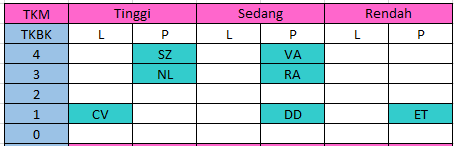 TKM Tinggi Sedang Rendah
TKBK L P L P L P
4 SZ VA
3 NL RA
2
1 CV DD ET
0